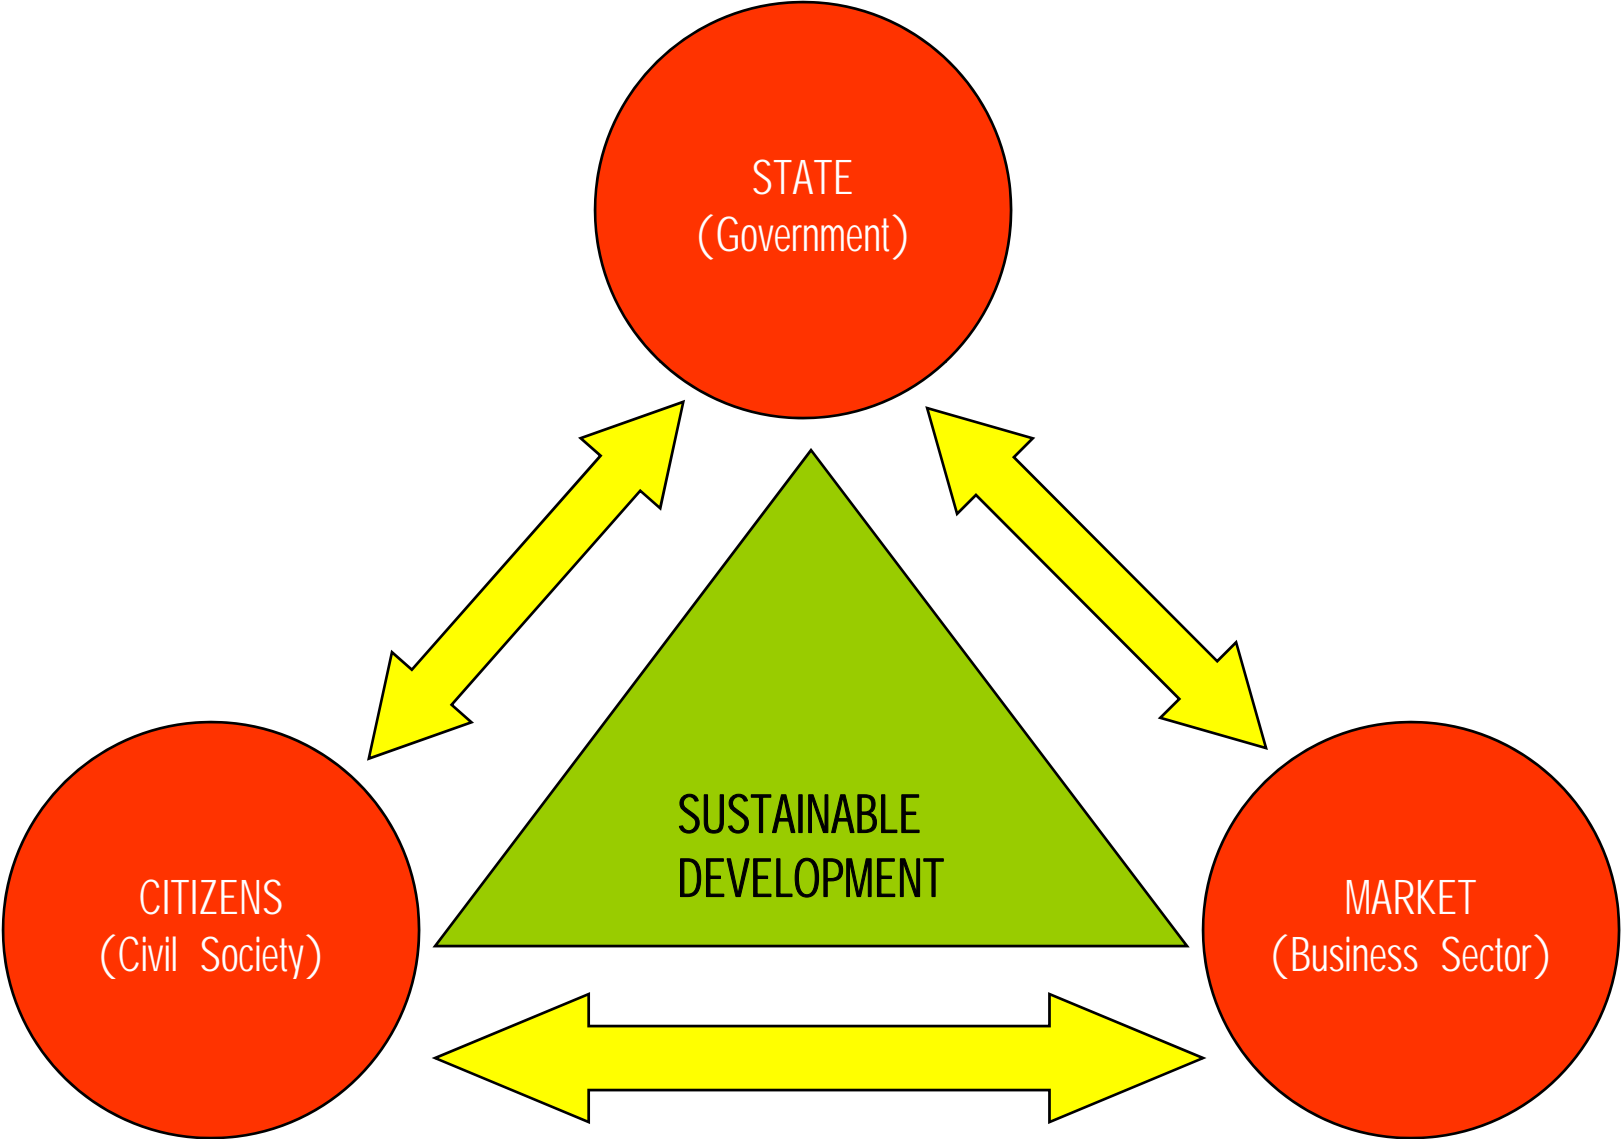 STATE
(Government)
SUSTAINABLE
DEVELOPMENT
CITIZENS
(Civil Society)
MARKET
(Business Sector)